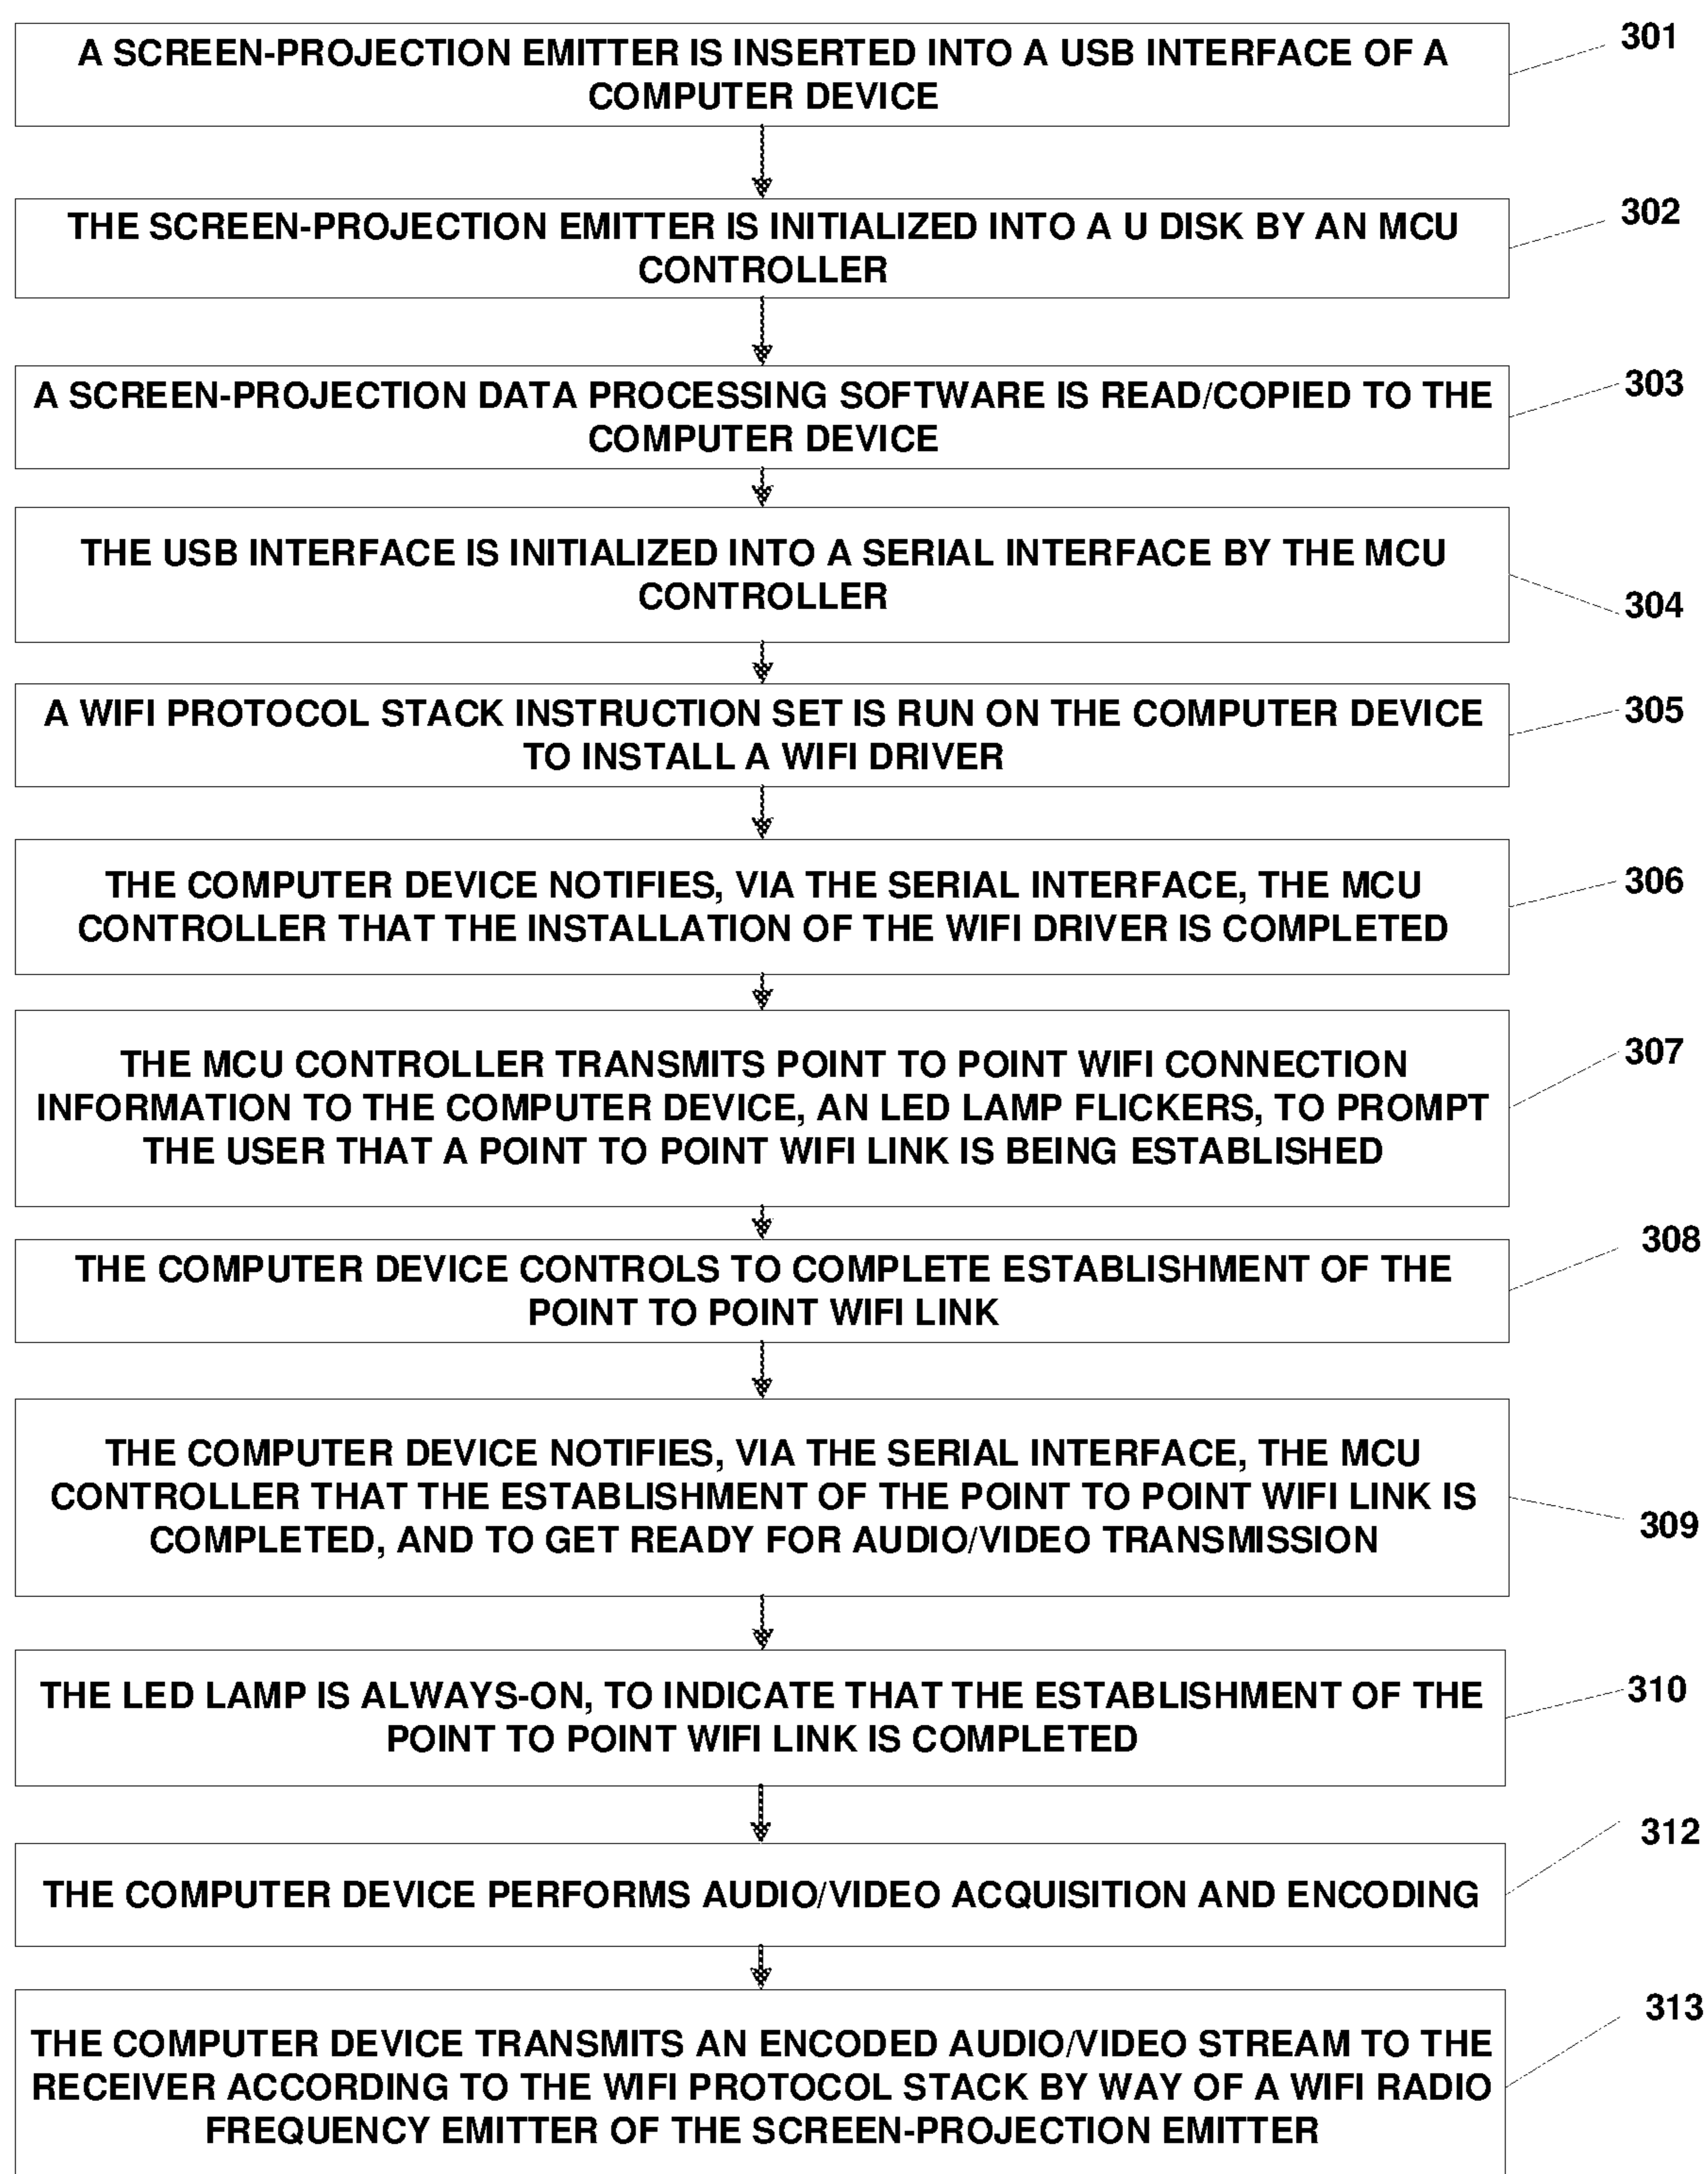 A SCREEN-PROJECTION EMITTER IS INSERTED INTO A USB INTERFACE OF A
COMPUTER DEVICE
301
THE SCREEN-PROJECTION EMITTER IS INITIALIZED INTO A U DISK BY AN MCU
CONTROLLER
302
A SCREEN-PROJECTION DATA PROCESSING SOFTWARE IS READ/COPIED TO THE
COMPUTER DEVICE
303
THE USB INTERFACE IS INITIALIZED INTO A SERIAL INTERFACE BY THE MCU
CONTROLLER
304
A WIFI PROTOCOL STACK INSTRUCTION SET IS RUN ON THE COMPUTER DEVICE
TO INSTALL A WIFI DRIVER
305
THE COMPUTER DEVICE NOTIFIES, VIA THE SERIAL INTERFACE, THE MCU
CONTROLLER THAT THE INSTALLATION OF THE WIFI DRIVER IS COMPLETED
306
THE MCU CONTROLLER TRANSMITS POINT TO POINT WIFI CONNECTION
INFORMATION TO THE COMPUTER DEVICE, AN LED LAMP FLICKERS, TO PROMPT
THE USER THAT A POINT TO POINT WIFI LINK IS BEING ESTABLISHED
307
THE COMPUTER DEVICE CONTROLS TO COMPLETE ESTABLISHMENT OF THE
POINT TO POINT WIFI LINK
308
THE COMPUTER DEVICE NOTIFIES, VIA THE SERIAL INTERFACE, THE MCU
CONTROLLER THAT THE ESTABLISHMENT OF THE POINT TO POINT WIFI LINK IS
COMPLETED, AND TO GET READY FOR AUDIO/VIDEO TRANSMISSION
309
THE LED LAMP IS ALWAYS-ON, TO INDICATE THAT THE ESTABLISHMENT OF THE
POINT TO POINT WIFI LINK IS COMPLETED
310
THE COMPUTER DEVICE PERFORMS AUDIO/VIDEO ACQUISITION AND ENCODING
312
THE COMPUTER DEVICE TRANSMITS AN ENCODED AUDIO/VIDEO STREAM TO THE
RECEIVER ACCORDING TO THE WIFI PROTOCOL STACK BY WAY OF A WIFI RADIO
FREQUENCY EMITTER OF THE SCREEN-PROJECTION EMITTER
313